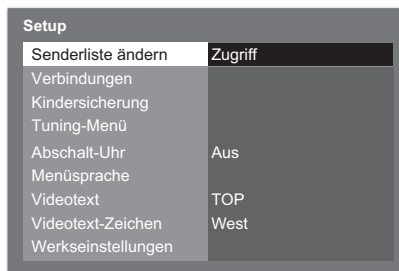 Setup
Senderliste ändern Zugriff
Verbindungen
Kindersicherung
Tuning-Menü
Abschalt-Uhr Aus
Menüsprache
Videotext TOP
Videotext-Zeichen West
Werkseinstellungen